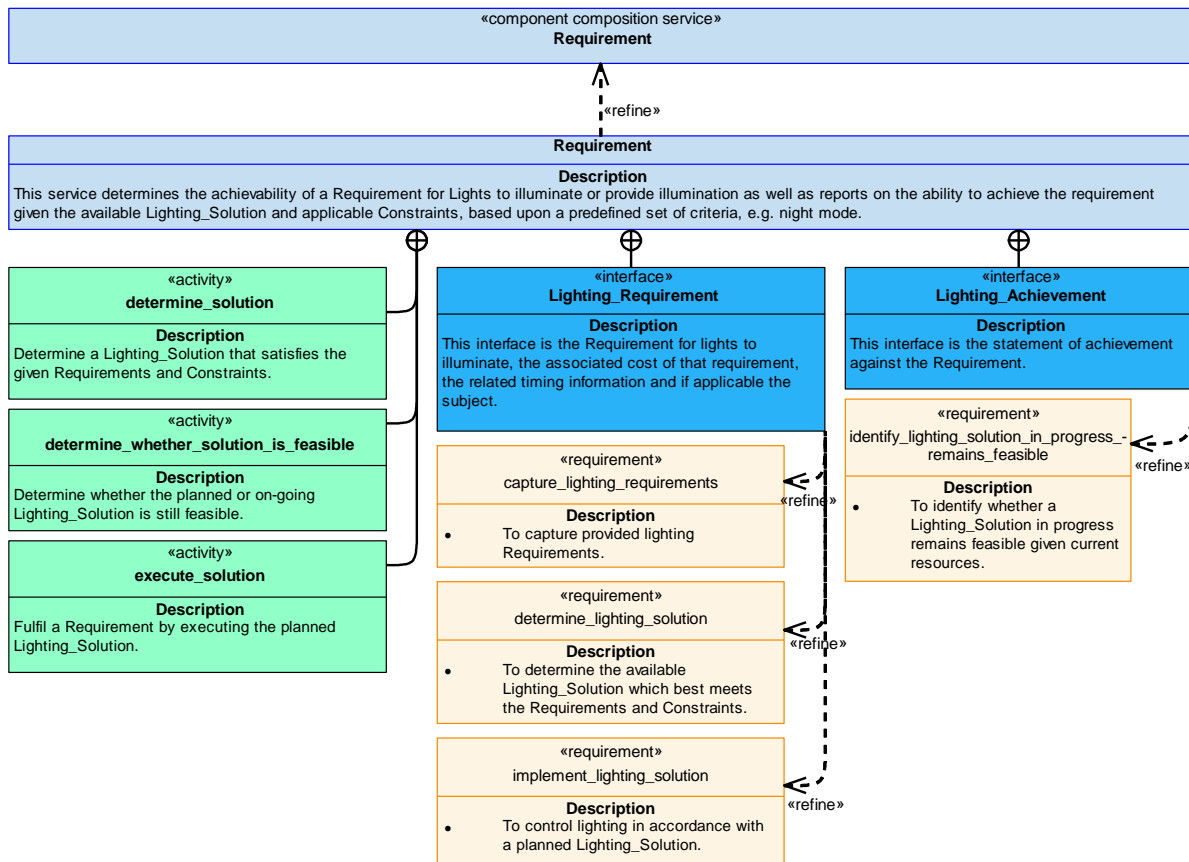 «component composition service»
Requirement
«refine»
Requirement
Description
This service determines the achievability of a Requirement for Lights to illuminate or provide illumination as well as reports on the ability to achieve the requirement
given the available Lighting_Solution and applicable Constraints, based upon a predefined set of criteria, e.g. night mode.
«activity»
determine_solution
Description
Determine a Lighting_Solution that satisfies the
given Requirements and Constraints.
«activity»
determine_whether_solution_is_feasible
Description
Determine whether the planned or on-going
Lighting_Solution is still feasible.
«activity»
execute_solution
Description
Fulfil a Requirement by executing the planned
Lighting_Solution.
«interface»
Lighting_Requirement
Description
This interface is the Requirement for lights to
illuminate, the associated cost of that requirement,
the related timing information and if applicable the
subject.
«requirement»
capture_lighting_requirements
«refine»
Description
• To capture provided lighting
Requirements.
«requirement»
determine_lighting_solution
«refine»
Description
• To determine the available
Lighting_Solution which best meets
the Requirements and Constraints.
«requirement»
implement_lighting_solution
«refine»
Description
• To control lighting in accordance with
a planned Lighting_Solution.
«interface»
Lighting_Achievement
Description
This interface is the statement of achievement
against the Requirement.
«requirement»
identify_lighting_solution_in_progress_-
remains_feasible
«refine»
Description
• To identify whether a
Lighting_Solution in progress
remains feasible given current
resources.